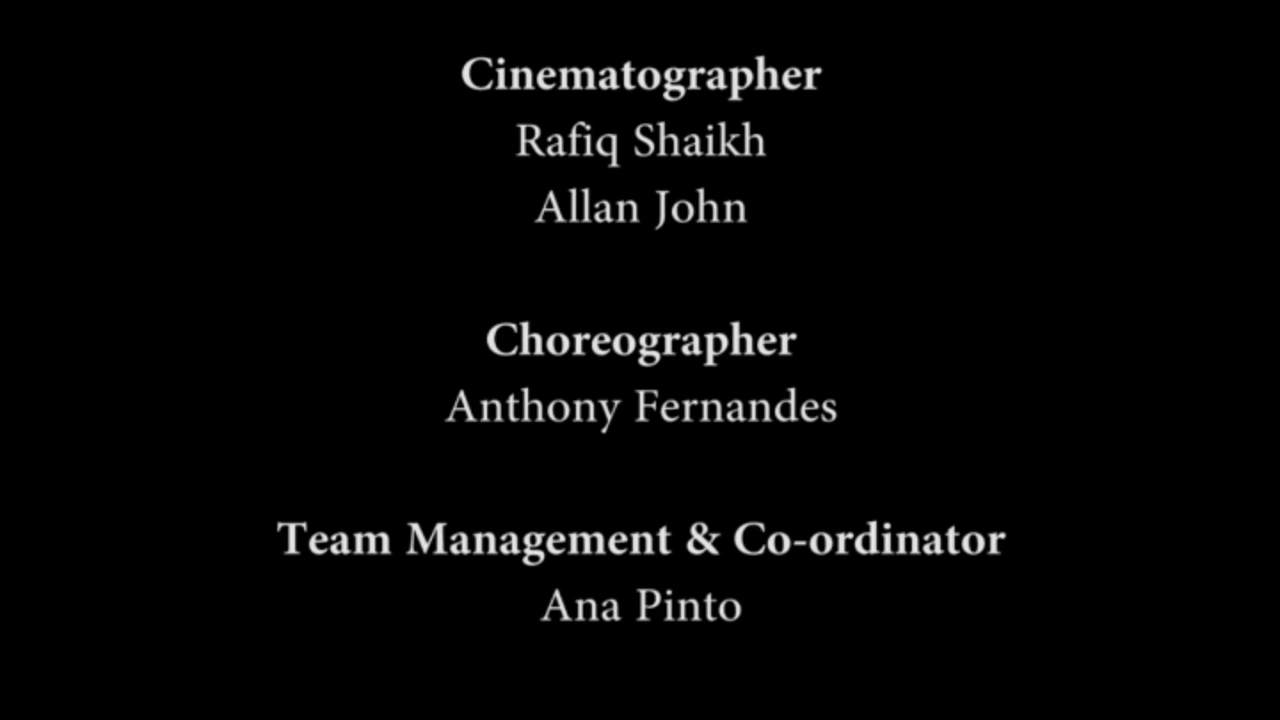 Cinematographer
Rafiq Shaikh
Allan John
Choreographer
Anthony Fernandes
Team Management & Co-ordinator
Ana Pinto